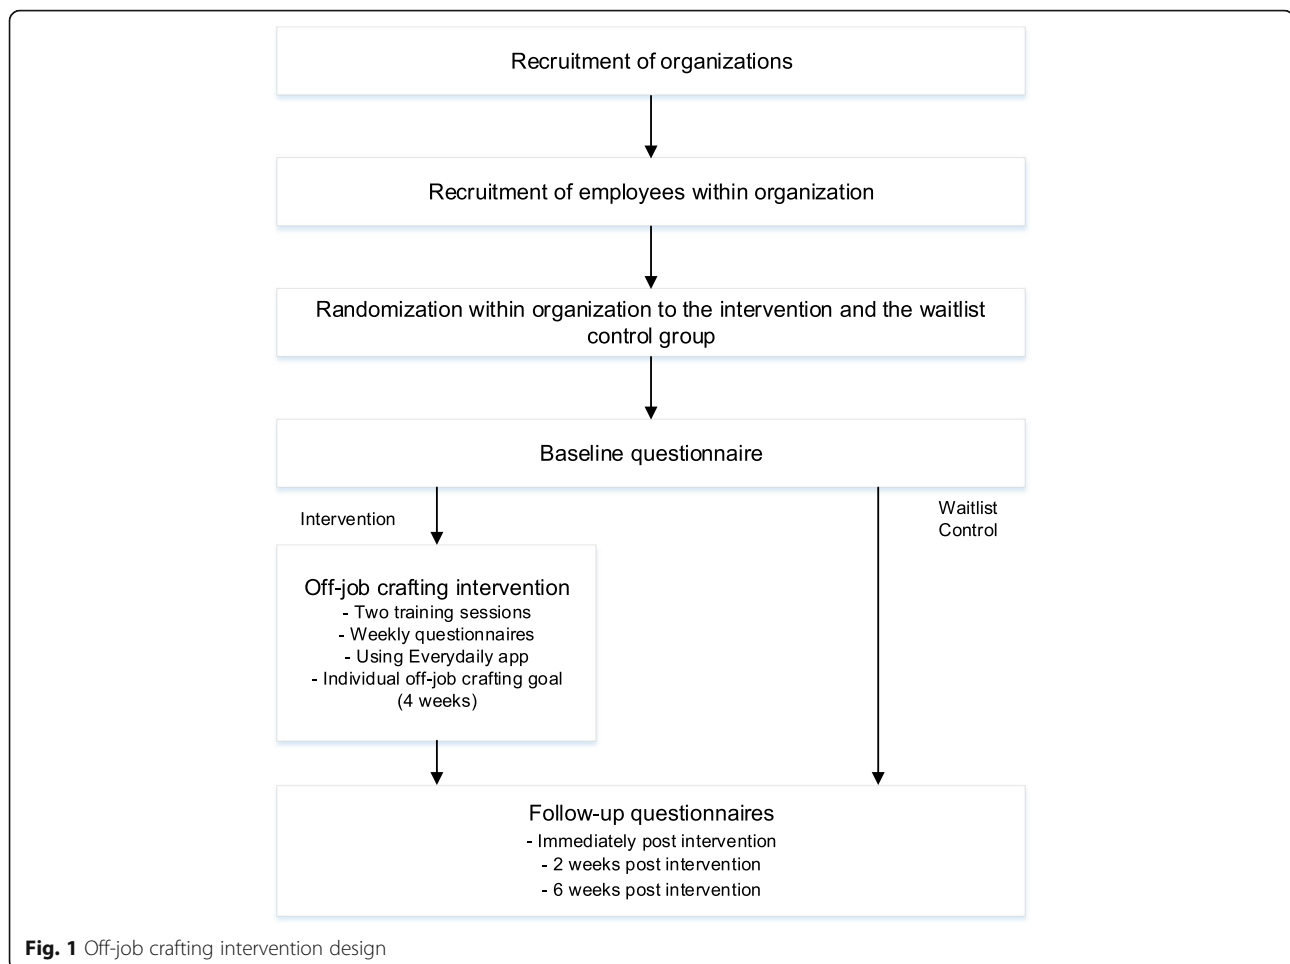 Recruitment of organizations
Recruitment of employees within organization
Randomization within organization to the intervention and the waitlist
control group
Baseline questionnaire
Intervention
Waitlist
Control
Off-job crafting intervention
- Two training sessions
- Weekly questionnaires
- Using Everydaily app
- Individual off-job crafting goal
(4 weeks)
Follow-up questionnaires
- Immediately post intervention
- 2 weeks post intervention
- 6 weeks post intervention
Fig. 1 Off-job crafting intervention design